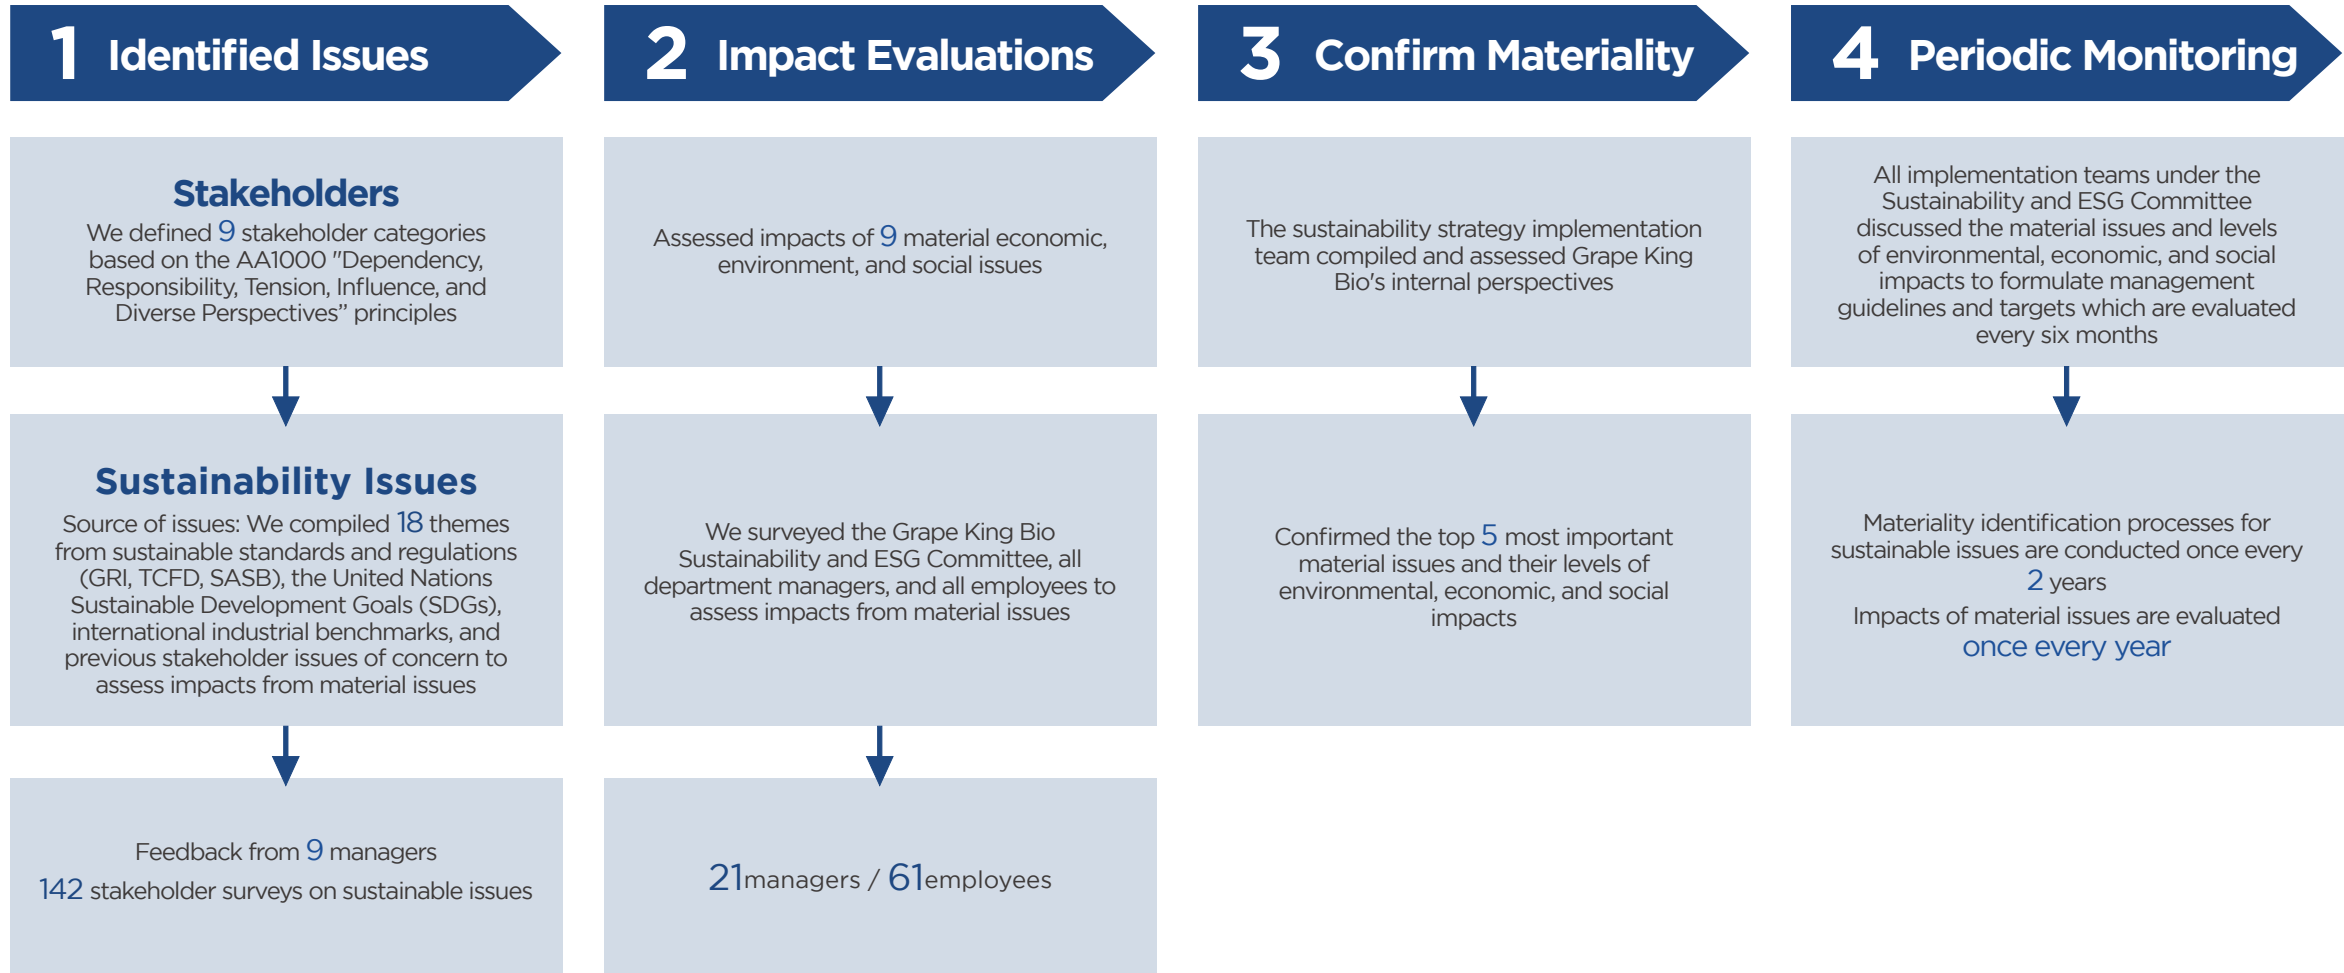 1 Identified Issues
Stakeholders
We defined 9 stakeholder categories
based on the AA1000 "Dependency,
Responsibility, Tension, Influence, and
Diverse Perspectives” principles
Sustainability Issues
Source of issues: We compiled 18 themes
from sustainable standards and regulations
(GRI, TCFD, SASB), the United Nations
Sustainable Development Goals (SDGs),
international industrial benchmarks, and
previous stakeholder issues of concern to
assess impacts from material issues
Feedback from 9 managers
142 stakeholder surveys on sustainable issues
2 Impact Evaluations
Assessed impacts of 9 material economic,
environment, and social issues
We surveyed the Grape King Bio
Sustainability and ESG Committee, all
department managers, and all employees to
assess impacts from material issues
21managers / 61employees
3 Confirm Materiality
The sustainability strategy implementation
team compiled and assessed Grape King
Bio's internal perspectives
Confirmed the top 5 most important
material issues and their levels of
environmental, economic, and social
impacts
4 Periodic Monitoring
All implementation teams under the
Sustainability and ESG Committee
discussed the material issues and levels
of environmental, economic, and social
impacts to formulate management
guidelines and targets which are evaluated
every six months
Materiality identification processes for
sustainable issues are conducted once every
2 years
Impacts of material issues are evaluated
once every year